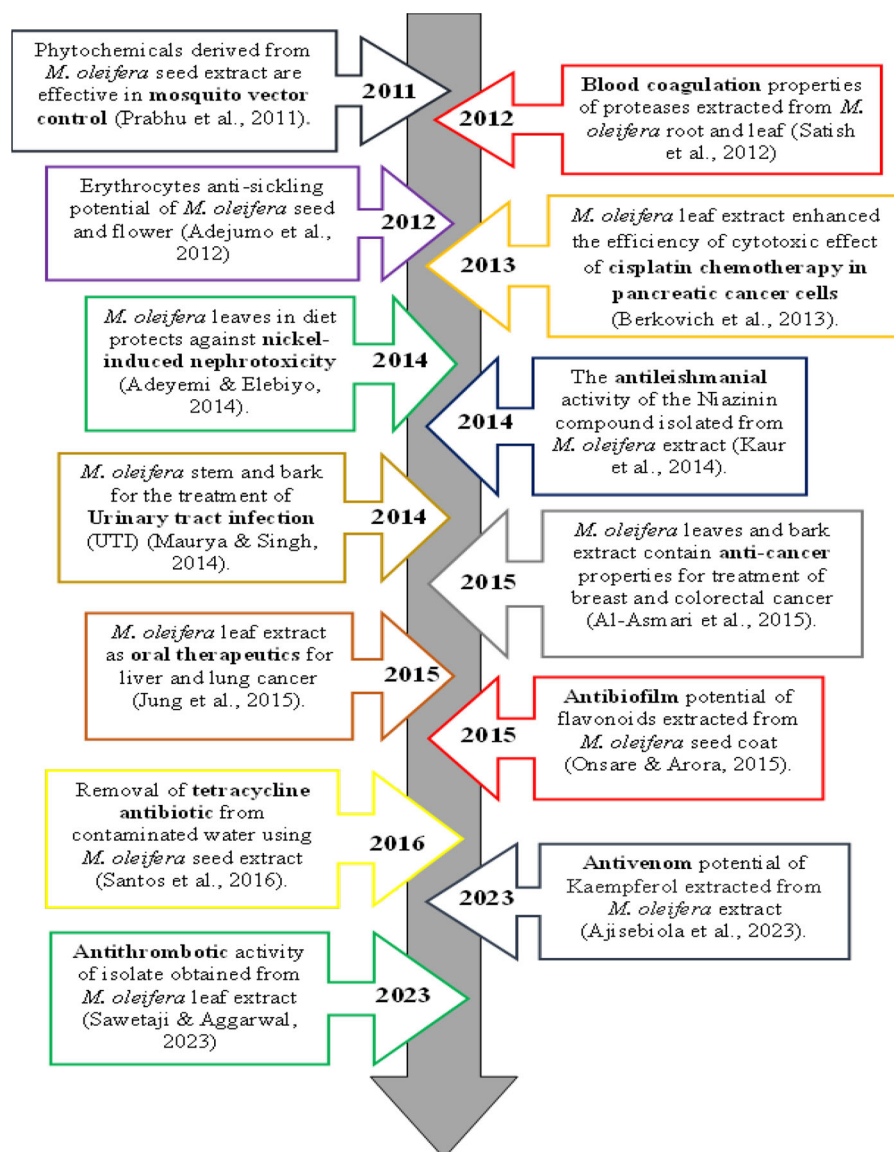 Phytochemicals derived from
M. oleifera seed extract are
effective in mosquito vector
control (Prabhu et al., 2011).
2011
Blood coagulation properties
of proteases extracted from M.
oleifera root and leaf (Satish
et al., 2012)
2012
Erythrocytes anti-sickling
potential of M. oleifera seed
and flower (Adejumo et al.,
2012)
2012
M. oleifera leaf extract enhanced
the efficiency of cytotoxic effect
of cisplatin chemotherapy in
pancreatic cancer cells
(Berkovich et al., 2013).
2013
M. oleifera leaves in diet
protects against nickel-
induced nephrotoxicity
(Adeyemi & Elebiyo,
2014).
2014
The antileishmanial
activity of the Niazinin
compound isolated from
M. oleifera extract (Kaur
et al., 2014).
2014
M. oleifera stem and bark
for the treatment of
Urinary tract infection
(UTI) (Maurya & Singh,
2014).
2014
M. oleifera leaves and bark
extract contain anti-cancer
properties for treatment of
breast and colorectal cancer
(Al-Asmari et al., 2015).
2015
M. oleifera leaf extract
as oral therapeutics for
liver and lung cancer
(Jung et al., 2015).
2015
Antibiofilm potential of
flavonoids extracted from
M. oleifera seed coat
(Onsare & Arora, 2015).
2015
Removal of tetracycline
antibiotic from
contaminated water using
M. oleifera seed extract
(Santos et al., 2016).
2016
Antivenom potential of
Kaempferol extracted from
M. oleifera extract
(Ajisebiola et al., 2023).
2023
Antithrombotic activity
of isolate obtained from
M. oleifera leaf extract
(Sawetaji & Aggarwal,
2023)
2023